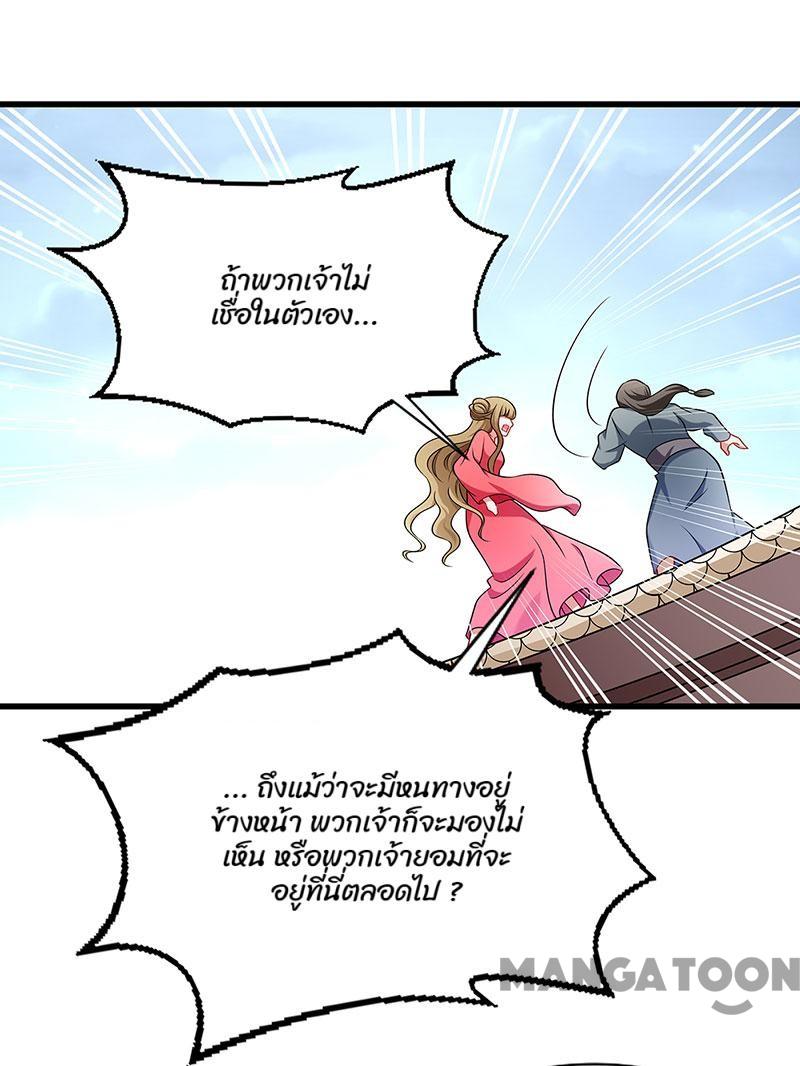 ถ้าพวกเจ้าไม่
เชื่อในตัวเอง...
... ถึงแม้ว่าจะมีหนทางอยู่
ข้างหน้า พวกเจ้าก็จะมองไม่
เห็น หรือพวกเจ้ายอมที่จะ
อยู่ที่นี่ตลอดไป ?
MANGATOON